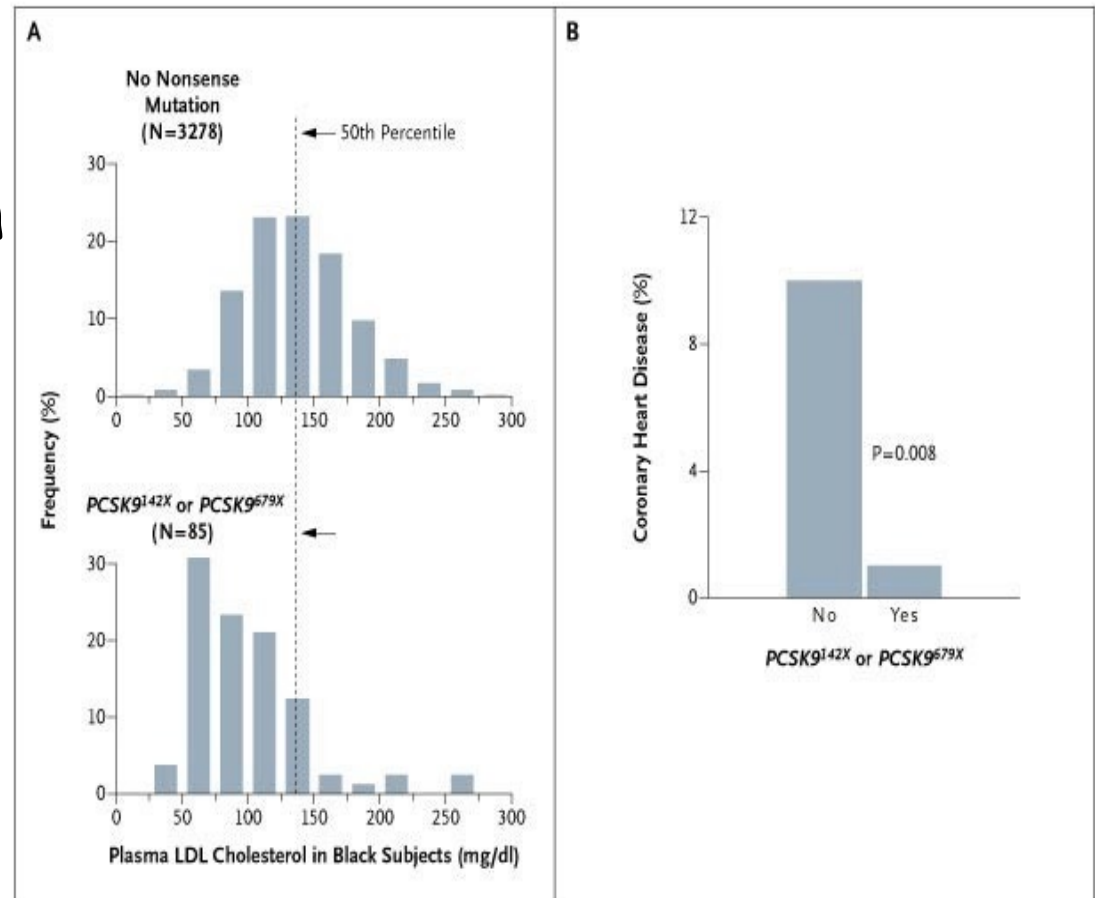 A
No Nonsense
Mutation
(N=3278)
50th Percentile
30
20
10
0
0 50 100 150 200 250 300
Frequency (%)
PCSK9142X or PCSK9679X
(N=85)
30
20
10
0
0 50 100 150 200 250 300
Plasma LDL Cholesterol in Black Subjects (mg/dl)
B
12
8
4
0
Coronary Heart Disease (%)
P=0.008
No Yes
PCSK9142X or PCSK9679X